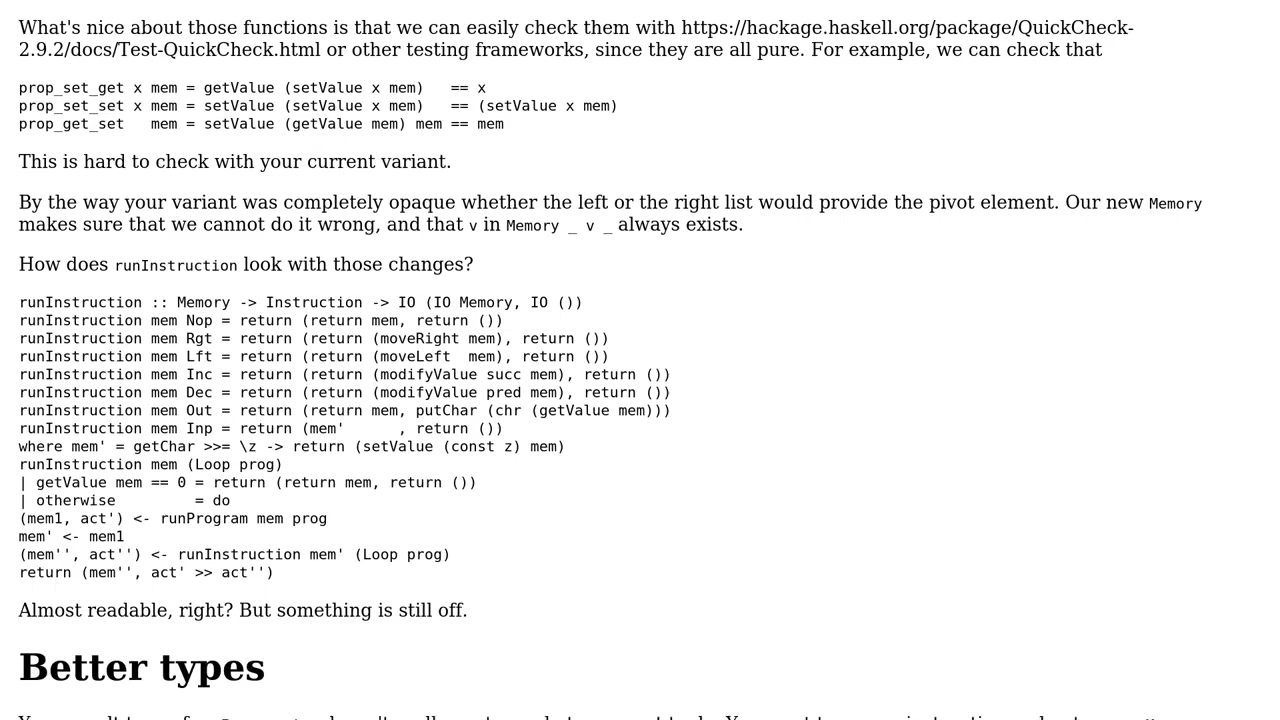 What's nice about those functions is that we can easily check them with https://hackage.haskell.org/package/QuickCheck-
2.9.2/docs/Test-QuickCheck.html or other testing frameworks, since they are all pure. For example, we can check that
prop_set_get x mem = getValue (setValue x mem)   == x
prop_set_set x mem = setValue (setValue x mem)   == (setValue x mem)
prop_get_set   mem = setValue (getValue mem) mem == mem
This is hard to check with your current variant.
By the way your variant was completely opaque whether the left or the right list would provide the pivot element. Our new Memory
makes sure that we cannot do it wrong, and that v in Memory _ v _ always exists.
How does runInstruction look with those changes?
runInstruction :: Memory -> Instruction -> IO (IO Memory, IO ())
runInstruction mem Nop = return (return mem, return ())
runInstruction mem Rgt = return (return (moveRight mem), return ())
runInstruction mem Lft = return (return (moveLeft  mem), return ())
runInstruction mem Inc = return (return (modifyValue succ mem), return ())
runInstruction mem Dec = return (return (modifyValue pred mem), return ())
runInstruction mem Out = return (return mem, putChar (chr (getValue mem)))
runInstruction mem Inp = return (mem'      , return ())
where mem' = getChar >>= \z -> return (setValue (const z) mem)
runInstruction mem (Loop prog)
| getValue mem == 0 = return (return mem, return ())
| otherwise         = do
(mem1, act') <- runProgram mem prog
mem' <- mem1
(mem'', act'') <- runInstruction mem' (Loop prog)
return (mem'', act' >> act'')
Almost readable, right? But something is still off.
Better types